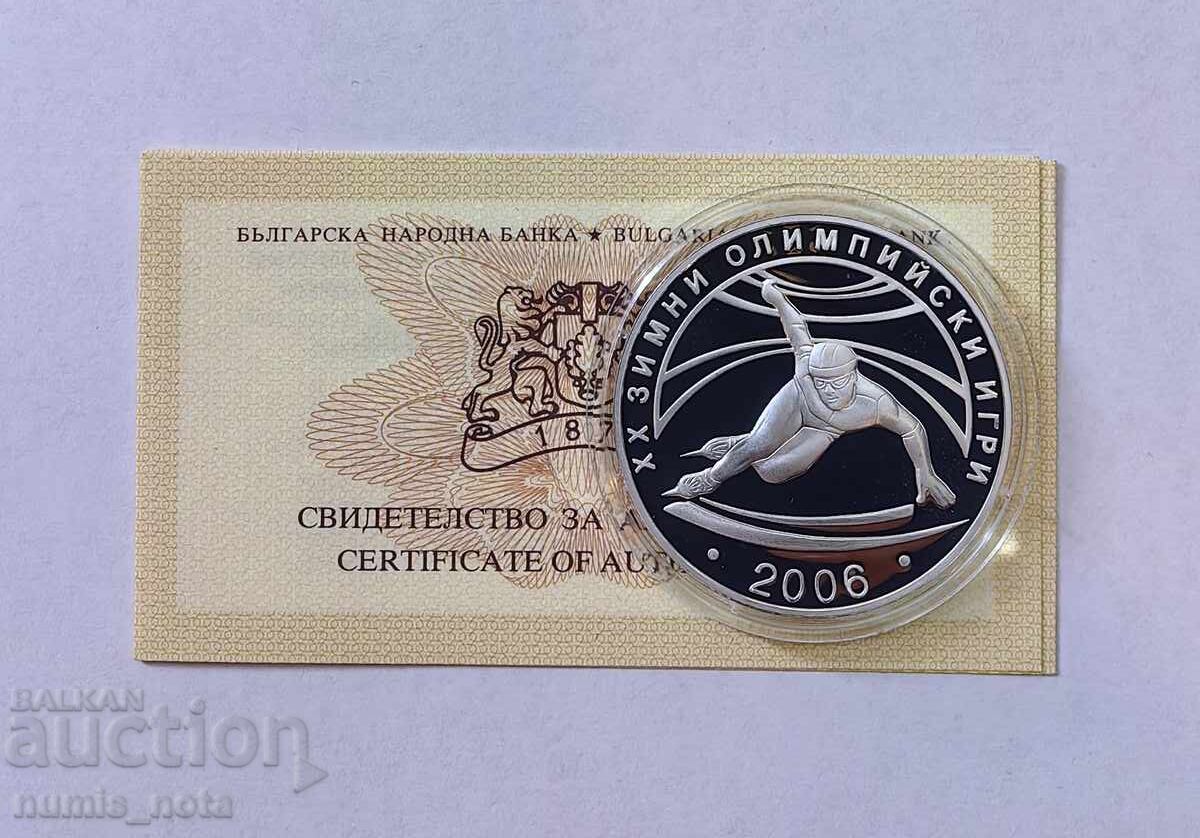 БЪЛГАРСКА НАРОДНА БАНКА ★ BULGARIA
187
СВИДЕТЕЛСТВО ЗА А
CERTIFICATE OF AUT
XX ЗИМНИ ОЛИМПИЙСКИ ИГРИ
• 2006 •
BALKAN
auction
numis_nota